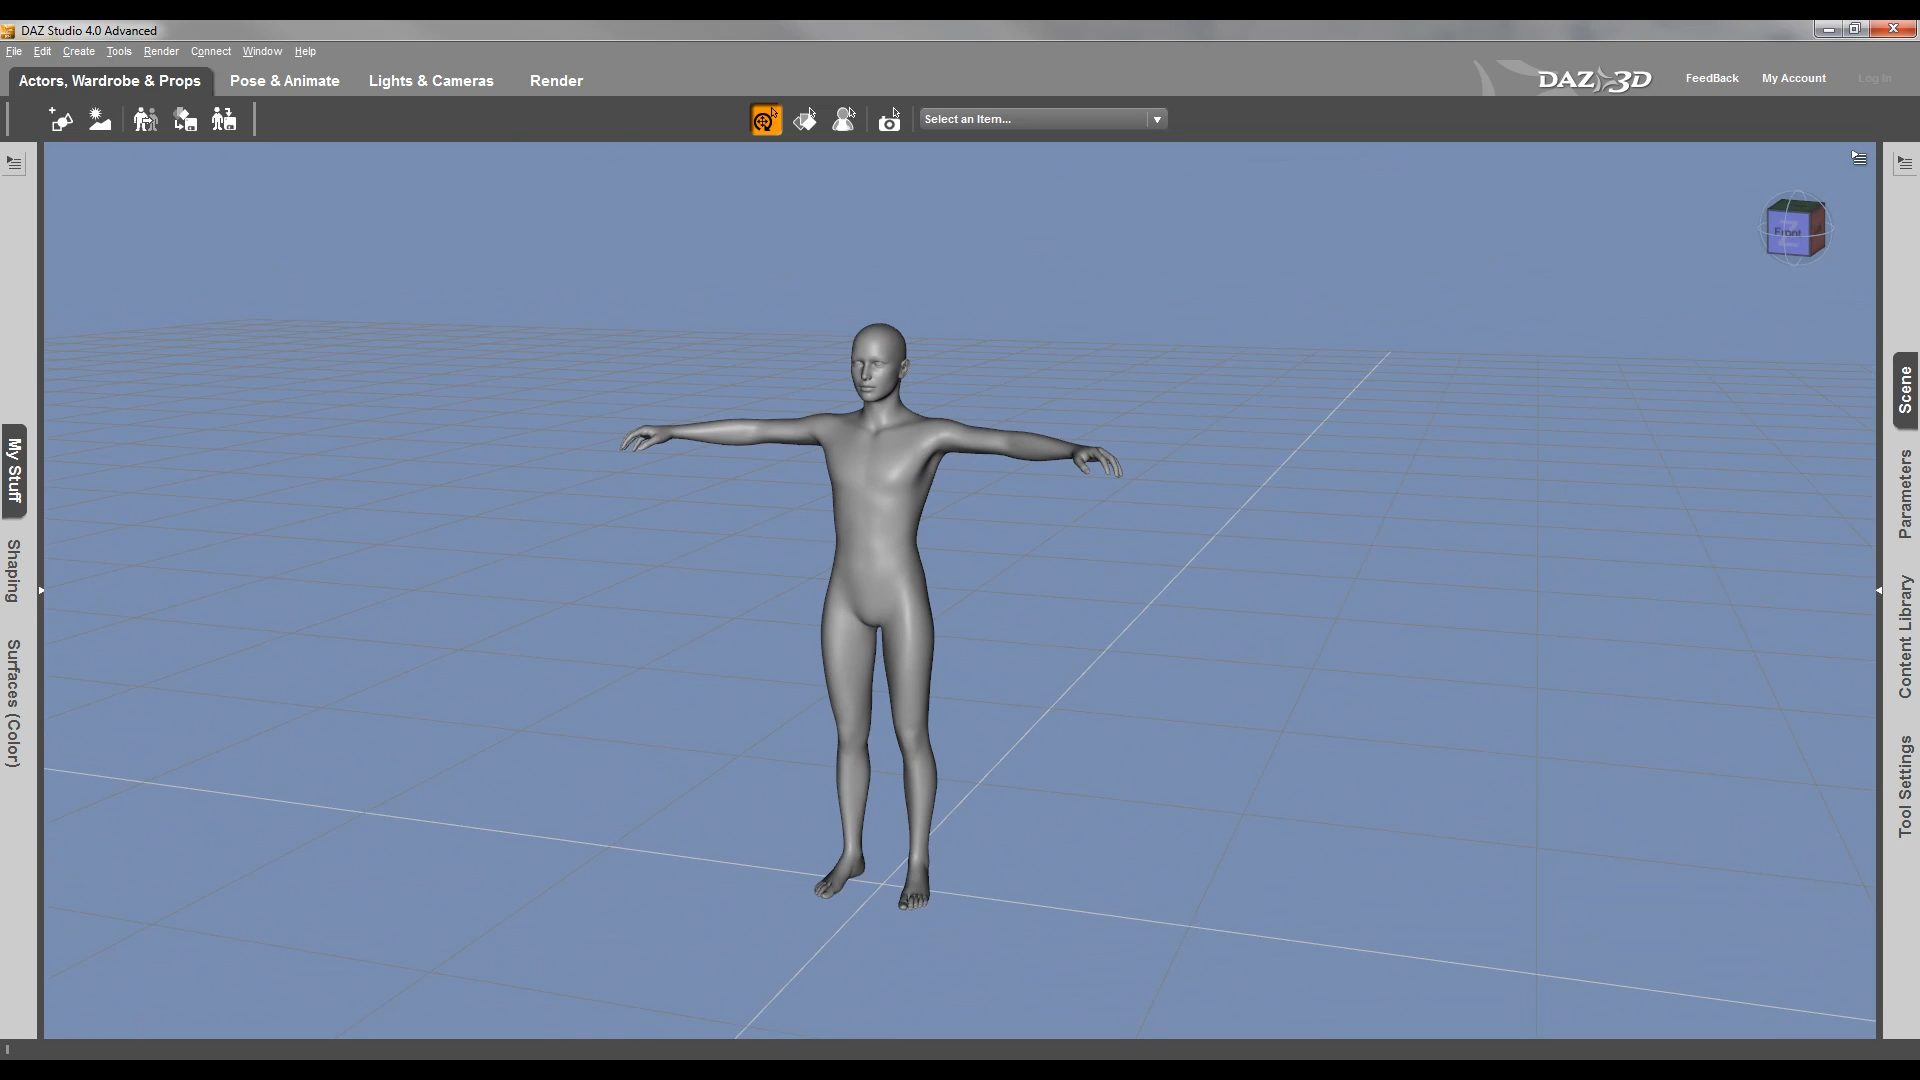 DAZ Studio 4.0 Advanced
File Edit Create Tools Render Connect Window Help
Actors, Wardrobe & Props Pose & Animate Lights & Cameras Render
DAZ 3D FeedBack My Account Log In
Select an Item...
Front
Z
My Stuff
Shaping
Surfaces (Color)
Scene
Parameters
Content Library
Tool Settings